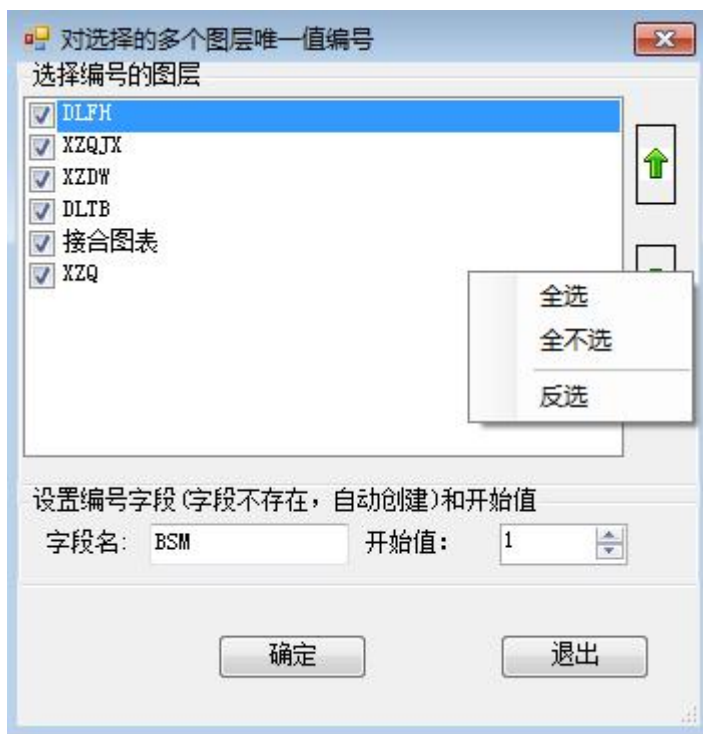 对选择的多个图层唯一值编号
选择编号的图层
DLFH
XZQJX
XZDW
DLTB
接合图表
XZQ
全选
全不选
反选
设置编号字段(字段不存在，自动创建)和开始值
字段名: BSM 开始值： 1
确定 退出